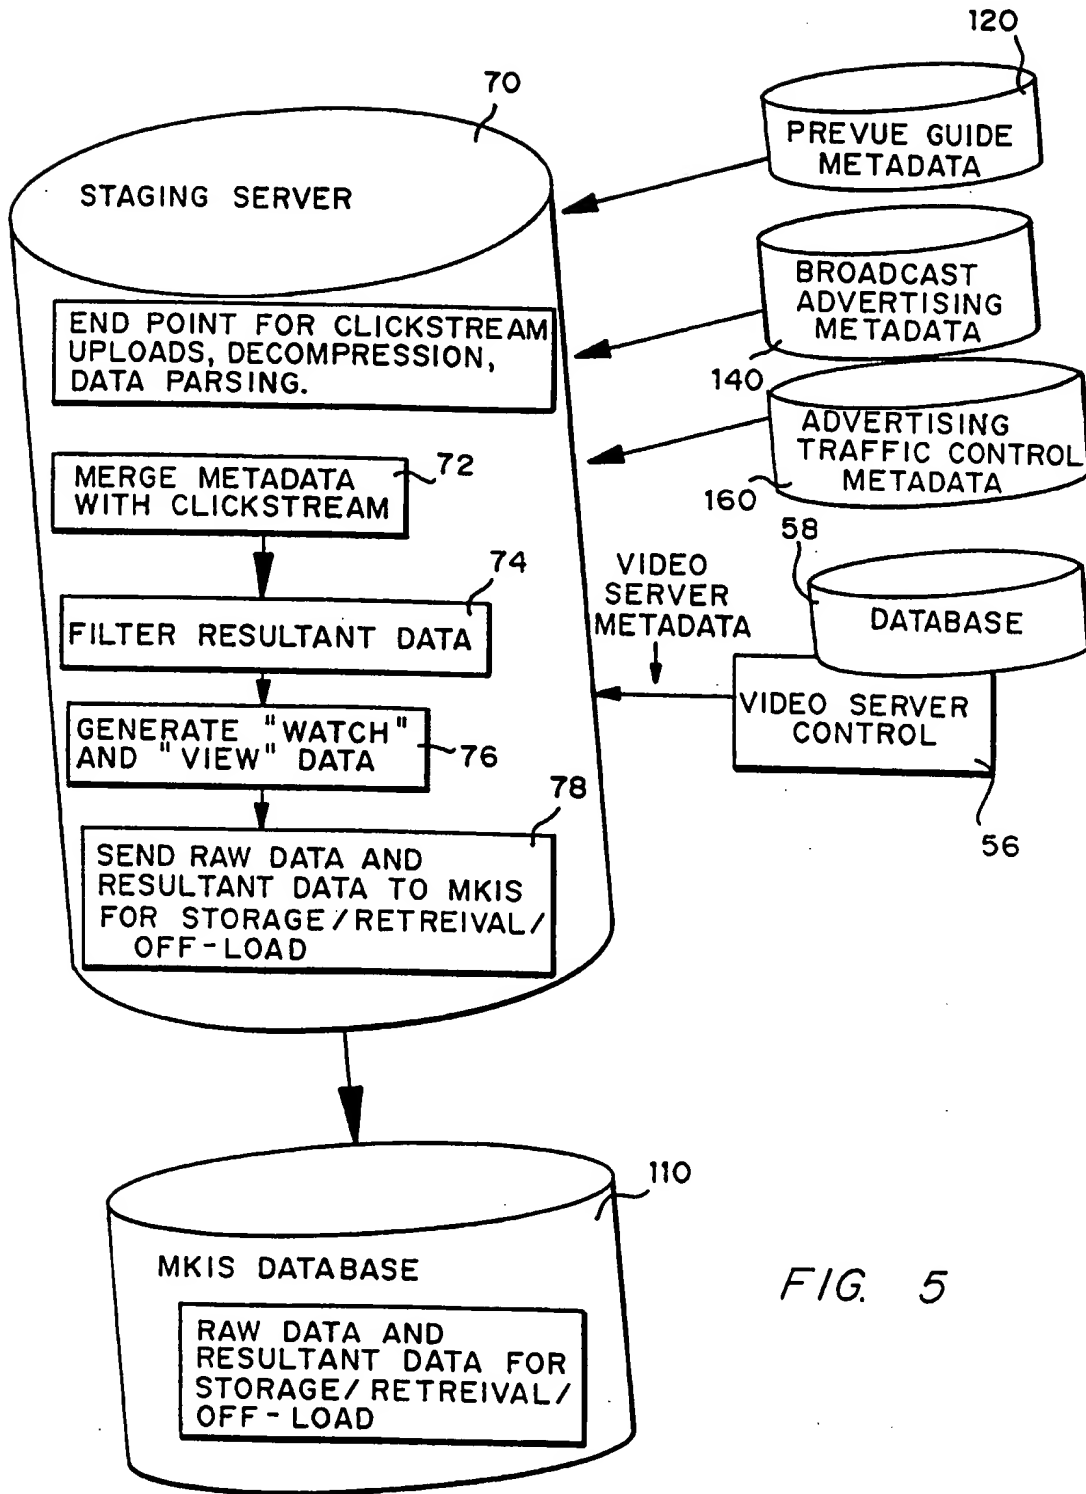 120
70
PREVUE GUIDE
METADATA
STAGING SERVER
BROADCAST
ADVERTISING
METADATA
140
END POINT FOR CLICKSTREAM
UPLOADS, DECOMPRESSION,
DATA PARSING.
ADVERTISING
TRAFFIC CONTROL
METADATA
160
MERGE METADATA
WITH CLICKSTREAM
72
58
DATABASE
VIDEO
SERVER
METADATA
74
FILTER RESULTANT DATA
VIDEO SERVER
CONTROL
56
GENERATE "WATCH"
AND "VIEW" DATA
76
78
SEND RAW DATA AND
RESULTANT DATA TO MKIS
FOR STORAGE/RETREIVAL/
OFF-LOAD
110
MKIS DATABASE
RAW DATA AND
RESULTANT DATA FOR
STORAGE/RETREIVAL/
OFF-LOAD
FIG. 5